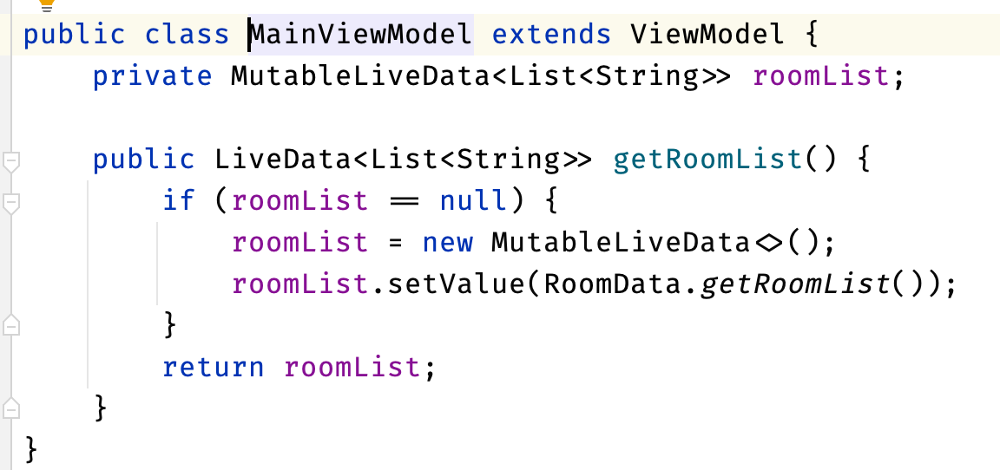 public class MainViewModel extends ViewModel {
    private MutableLiveData<List<String>> roomList;

    public LiveData<List<String>> getRoomList() {
        if (roomList == null) {
            roomList = new MutableLiveData<>();
            roomList.setValue(RoomData.getRoomList());
        }
        return roomList;
    }
}